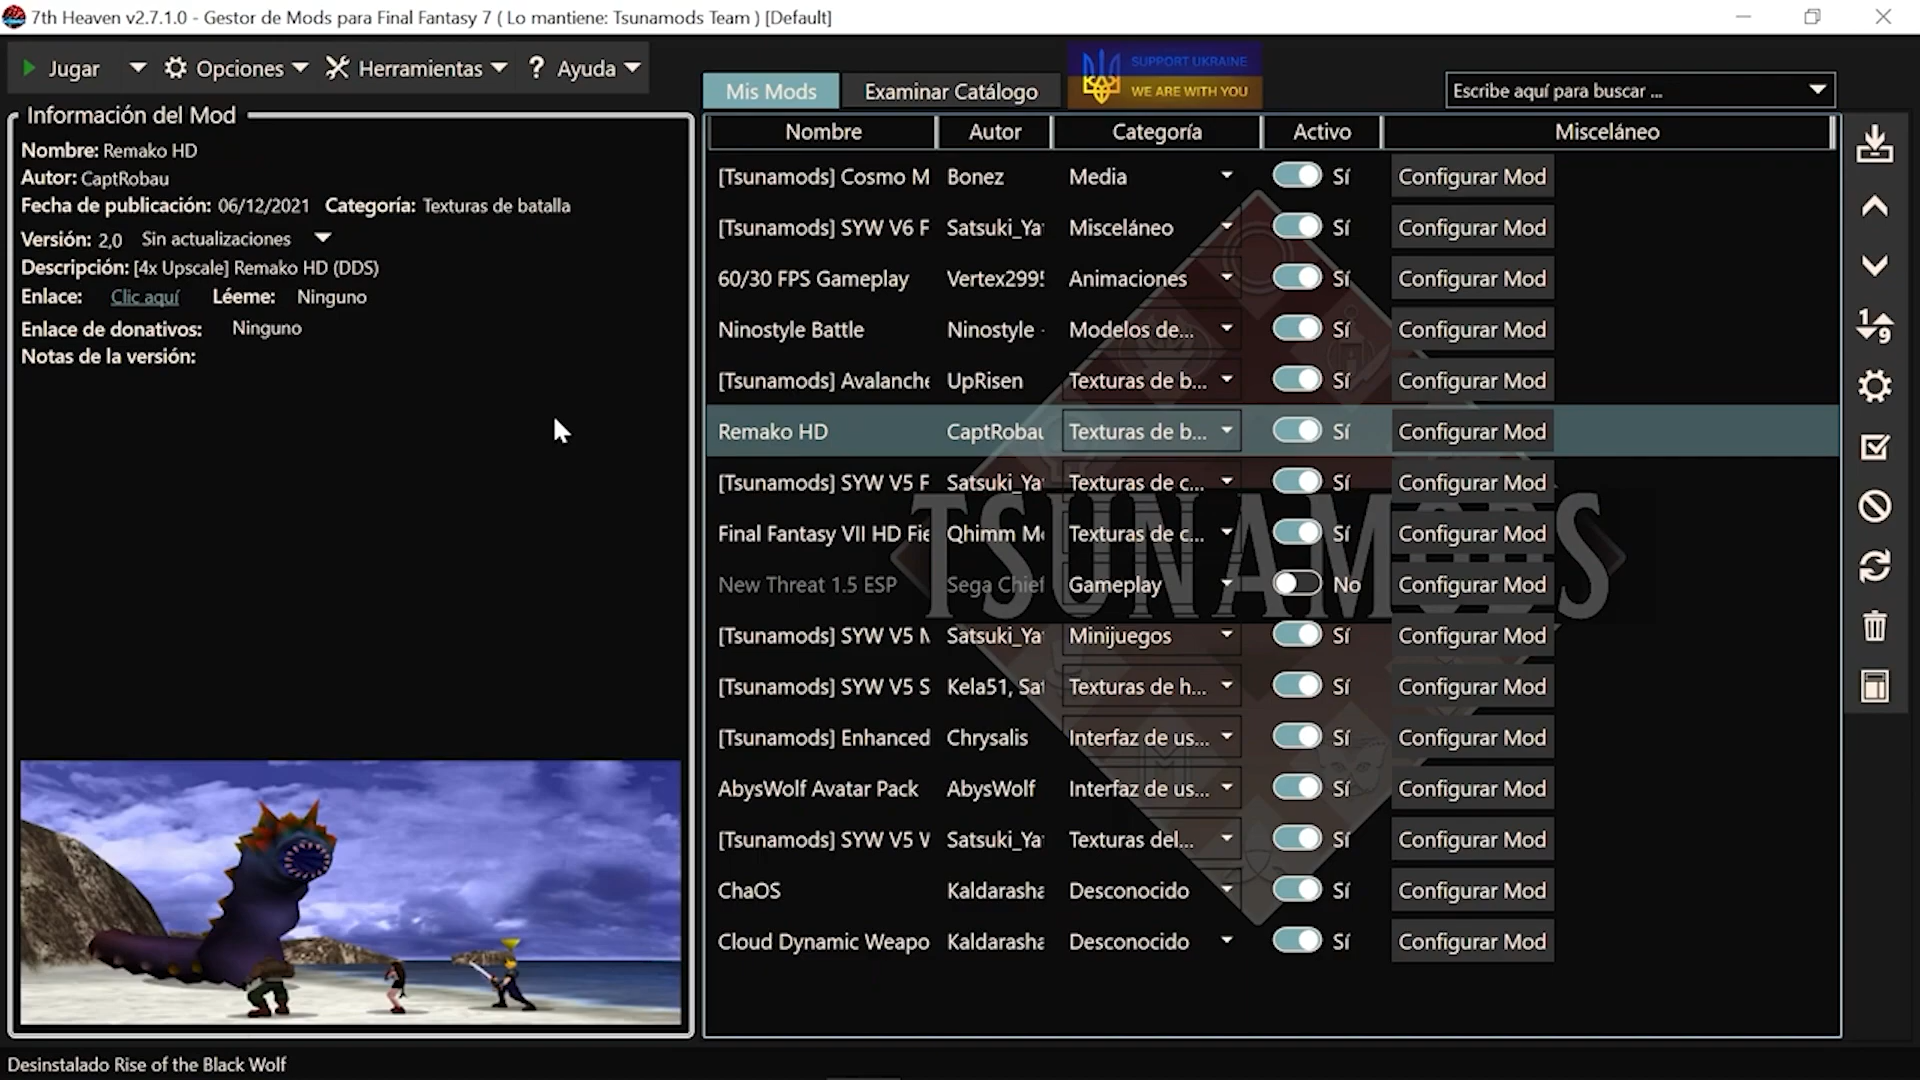 7th Heaven v2.7.1.0 - Gestor de Mods para Final Fantasy 7 ( Lo mantiene: Tsunamods Team ) [Default]
Jugar Opciones Herramientas ? Ayuda
Mis Mods Examinar Catálogo
SUPPORT UKRAINE
WE ARE WITH YOU
Escribe aquí para buscar ...
Información del Mod
Nombre: Remako HD
Autor: CaptRobau
Fecha de publicación: 06/12/2021 Categoría: Texturas de batalla
Versión: 2,0 Sin actualizaciones
Descripción: [4x Upscale] Remako HD (DDS)
Enlace: Clic aquí Léeme: Ninguno
Enlace de donativos: Ninguno
Notas de la versión:
Nombre Autor Categoría Activo Misceláneo
[Tsunamods] Cosmo M Bonez Media Sí Configurar Mod
[Tsunamods] SYW V6 F Satsuki_Ya Misceláneo Sí Configurar Mod
60/30 FPS Gameplay Vertex2995 Animaciones Sí Configurar Mod
Ninostyle Battle Ninostyle - Modelos de... Sí Configurar Mod
[Tsunamods] Avalanche UpRisen Texturas de b... Sí Configurar Mod
Remako HD CaptRobau Texturas de b... Sí Configurar Mod
[Tsunamods] SYW V5 F Satsuki_Ya Texturas de c... Sí Configurar Mod
Final Fantasy VII HD Fie Qhimm Mo Texturas de c... Sí Configurar Mod
New Threat 1.5 ESP Sega Chief Gameplay No Configurar Mod
[Tsunamods] SYW V5 M Satsuki_Ya Minijuegos Sí Configurar Mod
[Tsunamods] SYW V5 S Kela51, Sat Texturas de h... Sí Configurar Mod
[Tsunamods] Enhanced Chrysalis Interfaz de us... Sí Configurar Mod
AbysWolf Avatar Pack AbysWolf Interfaz de us... Sí Configurar Mod
[Tsunamods] SYW V5 W Satsuki_Ya Texturas del... Sí Configurar Mod
ChaOS Kaldarasha Desconocido Sí Configurar Mod
Cloud Dynamic Weapo Kaldarasha Desconocido Sí Configurar Mod
TSUNAMODS
1 9
Desinstalado Rise of the Black Wolf